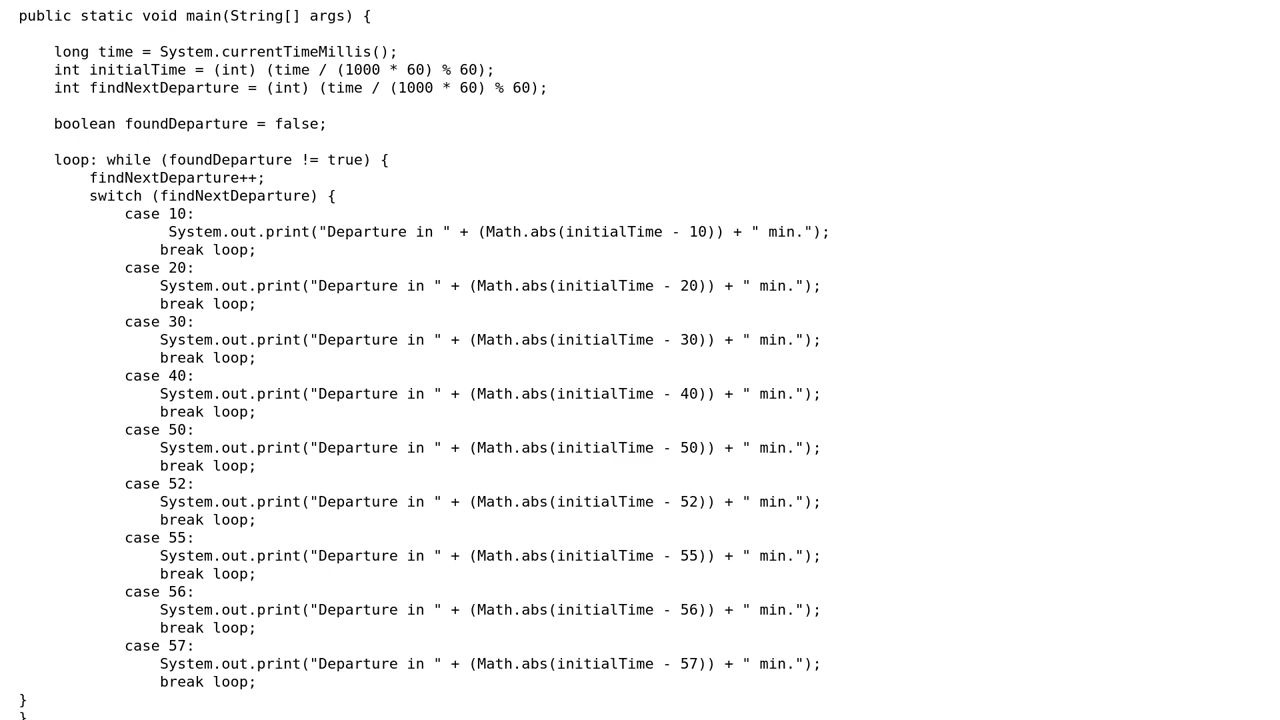 public static void main(String[] args) {
long time = System.currentTimeMillis();
int initialTime = (int) (time / (1000 * 60) % 60);
int findNextDeparture = (int) (time / (1000 * 60) % 60);
boolean foundDeparture = false;
loop: while (foundDeparture != true) {
findNextDeparture++;
switch (findNextDeparture) {
case 10:
System.out.print("Departure in " + (Math.abs(initialTime - 10)) + " min.");
break loop;
case 20:
System.out.print("Departure in " + (Math.abs(initialTime - 20)) + " min.");
break loop;
case 30:
System.out.print("Departure in " + (Math.abs(initialTime - 30)) + " min.");
break loop;
case 40:
System.out.print("Departure in " + (Math.abs(initialTime - 40)) + " min.");
break loop;
case 50:
System.out.print("Departure in " + (Math.abs(initialTime - 50)) + " min.");
break loop;
case 52:
System.out.print("Departure in " + (Math.abs(initialTime - 52)) + " min.");
break loop;
case 55:
System.out.print("Departure in " + (Math.abs(initialTime - 55)) + " min.");
break loop;
case 56:
System.out.print("Departure in " + (Math.abs(initialTime - 56)) + " min.");
break loop;
case 57:
System.out.print("Departure in " + (Math.abs(initialTime - 57)) + " min.");
break loop;
}
}